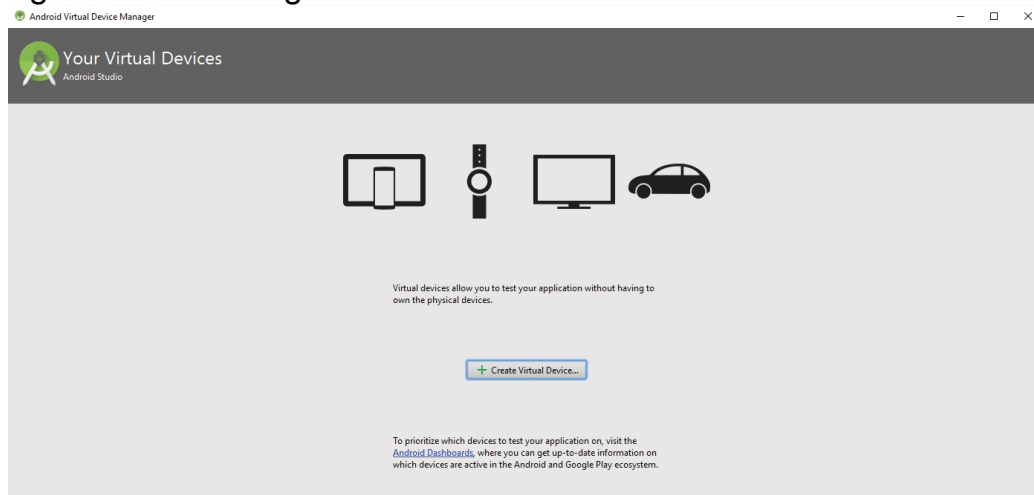 Android Virtual Device Manager
Your Virtual Devices
Android Studio
Virtual devices allow you to test your application without having to
own the physical devices.
Create Virtual Device...
To prioritize which devices to test your application on, visit the
Android Dashboards, where you can get up-to-date information on
which devices are active in the Android and Google Play ecosystem.